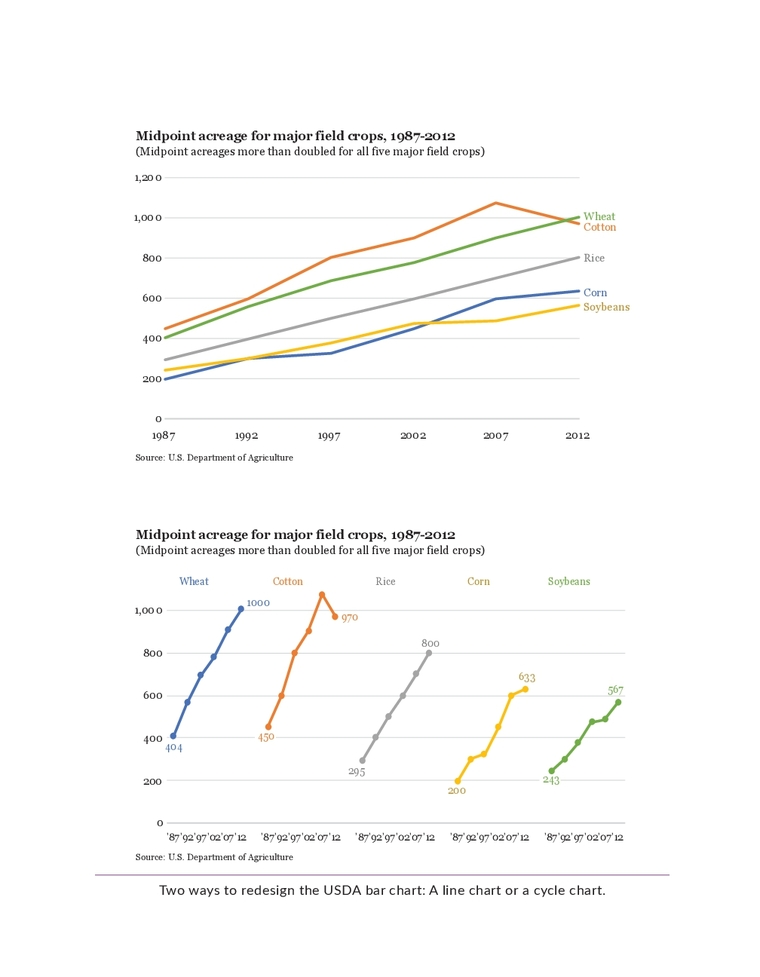 Midpoint acreage for major field crops, 1987-2012
(Midpoint acreages more than doubled for all five major field crops)
1,200
1,000
Wheat
Cotton
800
Rice
600
Corn
Soybeans
400
200
0
1987 1992 1997 2002 2007 2012
Source: U.S. Department of Agriculture
Midpoint acreage for major field crops, 1987-2012
(Midpoint acreages more than doubled for all five major field crops)
Wheat Cotton Rice Corn Soybeans
1000
1,000
970
800
800
633
567
600
404
450
400
295
243
200
200
0
'87'92'97'02'07'12 '87'92'97'02'07'12 '87'92'97'02'07'12 '87'92'97'02'07'12 '87'92'97'02'07'12
Source: U.S. Department of Agriculture
Two ways to redesign the USDA bar chart: A line chart or a cycle chart.